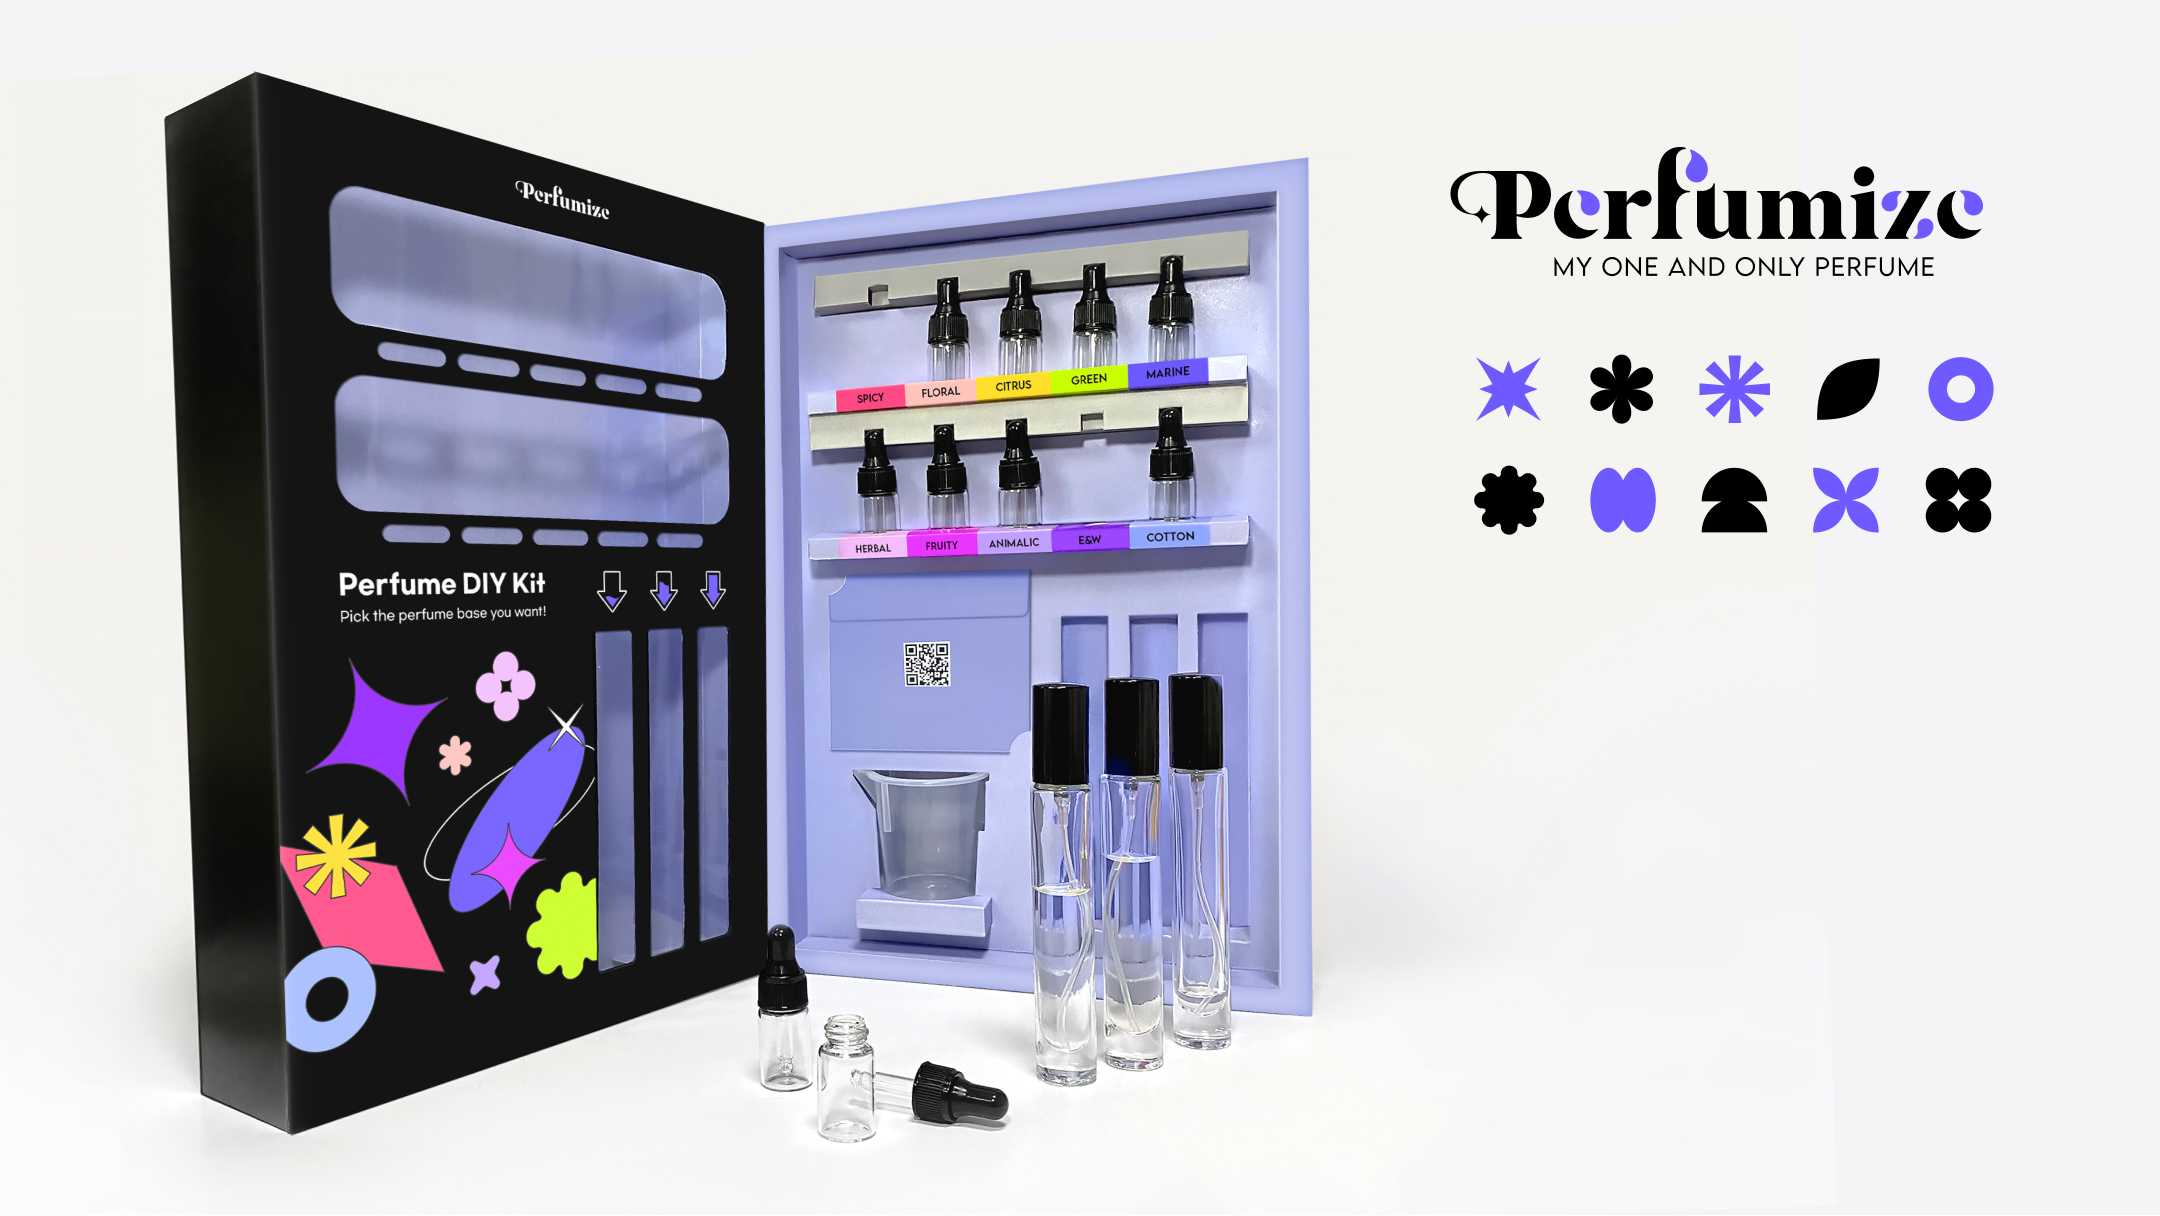 Perfumize
Perfume DIY Kit
Pick the perfume base you want!
SPICY FLORAL CITRUS GREEN MARINE
HERBAL FRUITY ANIMALIC E&W COTTON
Perfumize
MY ONE AND ONLY PERFUME